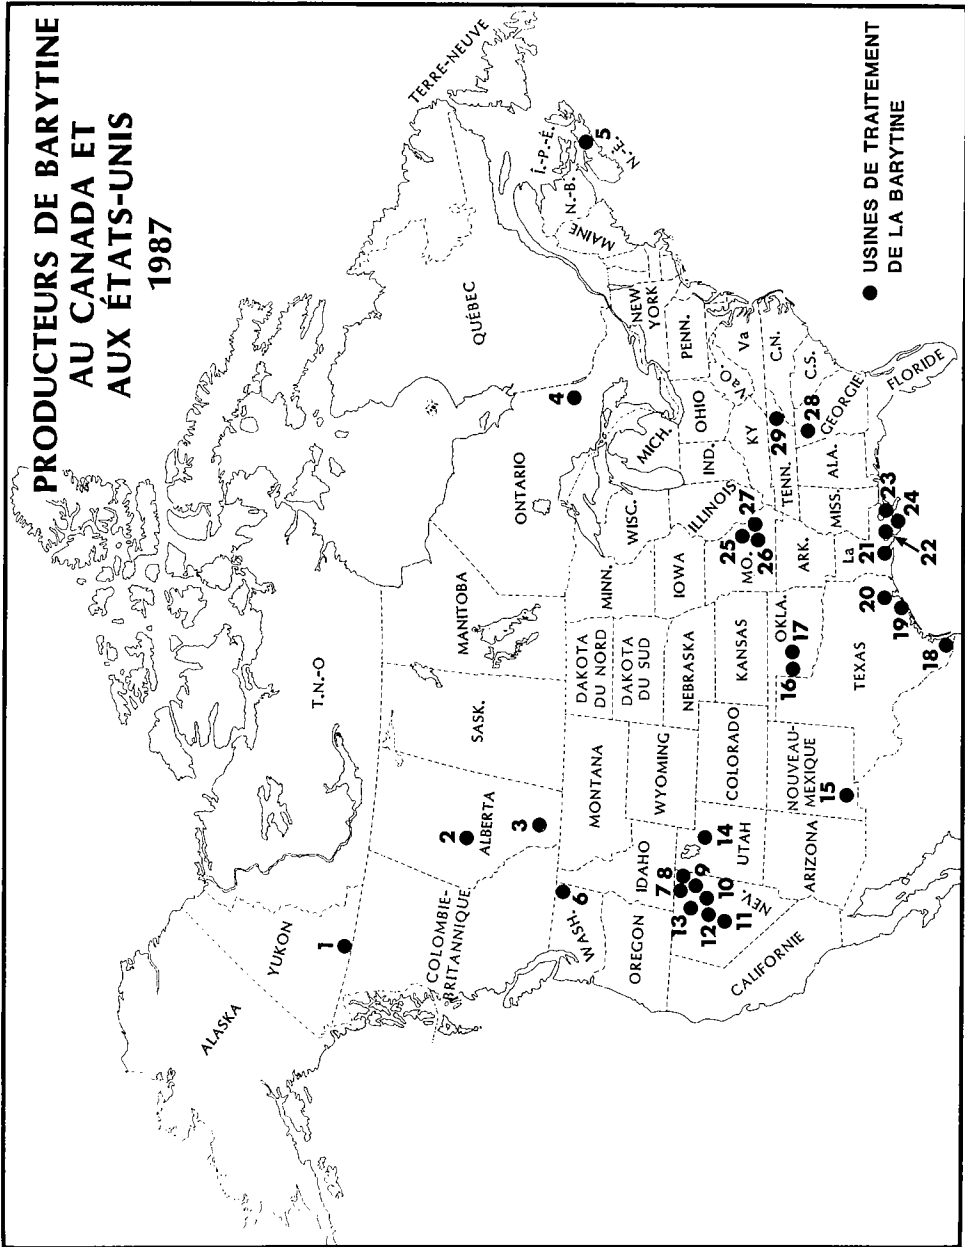 PRODUCTEURS DE BARYTINE
AU CANADA ET
AUX ÉTATS-UNIS
1987
ALASKA
YUKON
1
T.N.-O
TERRE-NEUVE
COLOMBIE-
BRITANNIQUE
2
ALBERTA
3
SASK.
MANITOBA
ONTARIO
4
QUÉBEC
Î.-P.-É.
N.-B.
5
N.-É.
MAINE
WASH.
6
MONTANA
DAKOTA
DU NORD
MINN.
WISC.
MICH.
NEW
YORK
OREGON
IDAHO
WYOMING
DAKOTA
DU SUD
IOWA
ILLINOIS
IND.
OHIO
PENN.
7
8
9
10
11
12
13
NEV.
14
UTAH
COLORADO
NEBRASKA
KANSAS
MO.
25
26
27
KY
VaO.
Va
CALIFORNIE
ARIZONA
NOUVEAU-
MEXIQUE
15
OKLA.
16
17
ARK.
TENN.
29
C.N.
C.S.
28
TEXAS
18
19
20
La
21
22
23
24
MISS.
ALA.
GEORGIE
FLORIDE
USINES DE TRAITEMENT
DE LA BARYTINE